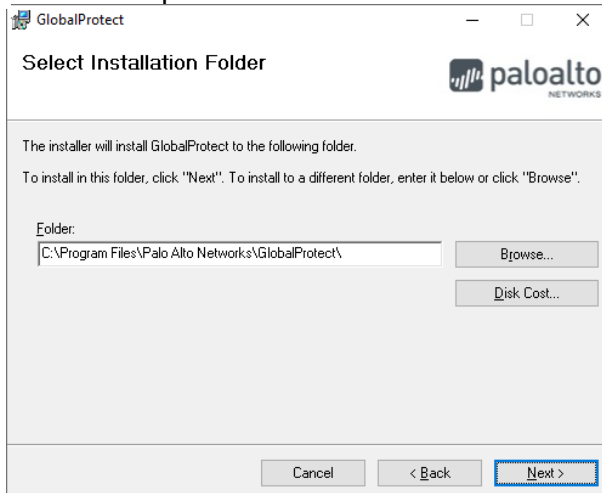 GlobalProtect
Select Installation Folder
paloalto
NETWORKS
The installer will install GlobalProtect to the following folder.
To install in this folder, click "Next". To install to a different folder, enter it below or click "Browse".
Folder:
C:\Program Files\Palo Alto Networks\GlobalProtect\
Browse...
Disk Cost...
Cancel
< Back
Next >